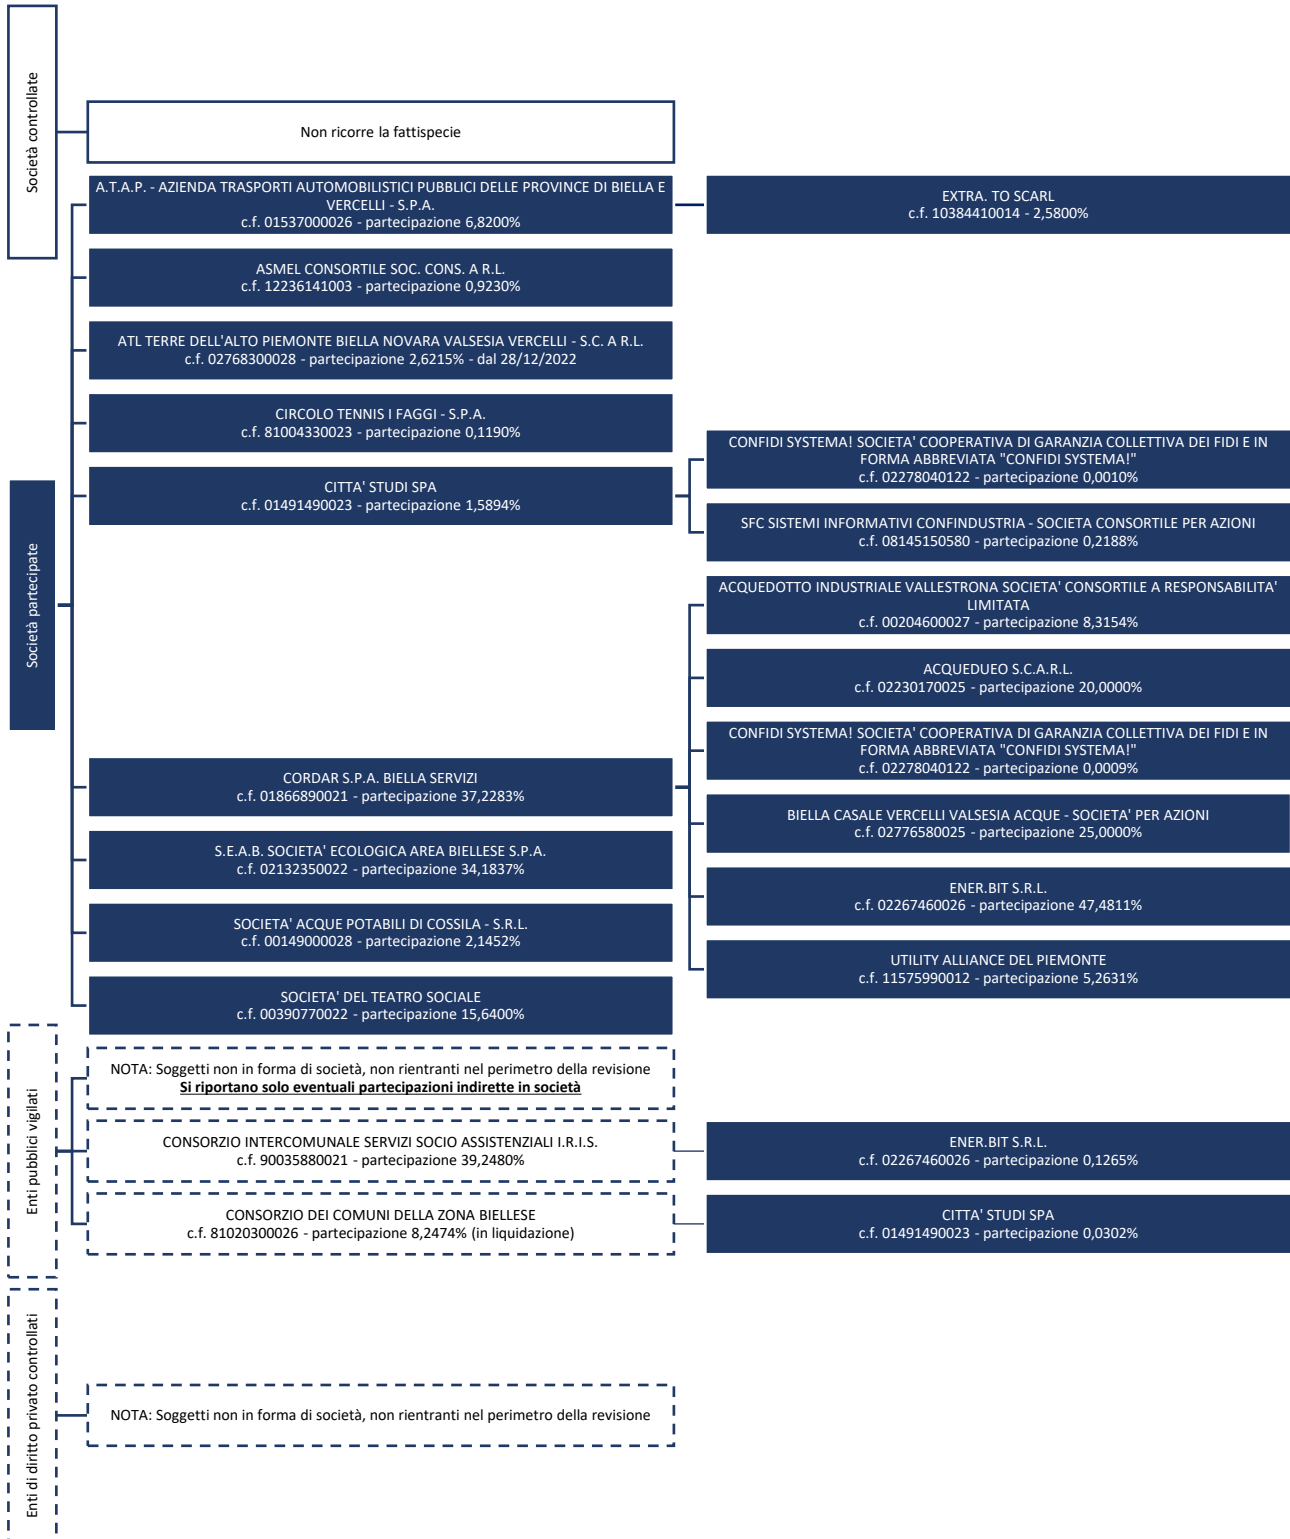 Società controllate
Non ricorre la fattispecie
Società partecipate
A.T.A.P. - AZIENDA TRASPORTI AUTOMOBILISTICI PUBBLICI DELLE PROVINCE DI BIELLA E
VERCELLI - S.P.A.
c.f. 01537000026 - partecipazione 6,8200%
EXTRA. TO SCARL
c.f. 10384410014 - 2,5800%
ASMEL CONSORTILE SOC. CONS. A R.L.
c.f. 12236141003 - partecipazione 0,9230%
ATL TERRE DELL'ALTO PIEMONTE BIELLA NOVARA VALSESIA VERCELLI - S.C. A R.L.
c.f. 02768300028 - partecipazione 2,6215% - dal 28/12/2022
CIRCOLO TENNIS I FAGGI - S.P.A.
c.f. 81004330023 - partecipazione 0,1190%
CITTA' STUDI SPA
c.f. 01491490023 - partecipazione 1,5894%
CONFIDI SYSTEMA! SOCIETA' COOPERATIVA DI GARANZIA COLLETTIVA DEI FIDI E IN
FORMA ABBREVIATA "CONFIDI SYSTEMA!"
c.f. 02278040122 - partecipazione 0,0010%
SFC SISTEMI INFORMATIVI CONFINDUSTRIA - SOCIETA CONSORTILE PER AZIONI
c.f. 08145150580 - partecipazione 0,2188%
CORDAR S.P.A. BIELLA SERVIZI
c.f. 01866890021 - partecipazione 37,2283%
ACQUEDOTTO INDUSTRIALE VALLESTRONA SOCIETA' CONSORTILE A RESPONSABILITA'
LIMITATA
c.f. 00204600027 - partecipazione 8,3154%
ACQUEDUEO S.C.A.R.L.
c.f. 02230170025 - partecipazione 20,0000%
CONFIDI SYSTEMA! SOCIETA' COOPERATIVA DI GARANZIA COLLETTIVA DEI FIDI E IN
FORMA ABBREVIATA "CONFIDI SYSTEMA!"
c.f. 02278040122 - partecipazione 0,0009%
BIELLA CASALE VERCELLI VALSESIA ACQUE - SOCIETA' PER AZIONI
c.f. 02776580025 - partecipazione 25,0000%
ENER.BIT S.R.L.
c.f. 02267460026 - partecipazione 47,4811%
UTILITY ALLIANCE DEL PIEMONTE
c.f. 11575990012 - partecipazione 5,2631%
S.E.A.B. SOCIETA' ECOLOGICA AREA BIELLESE S.P.A.
c.f. 02132350022 - partecipazione 34,1837%
SOCIETA' ACQUE POTABILI DI COSSILA - S.R.L.
c.f. 00149000028 - partecipazione 2,1452%
SOCIETA' DEL TEATRO SOCIALE
c.f. 00390770022 - partecipazione 15,6400%
Enti pubblici vigilati
NOTA: Soggetti non in forma di società, non rientranti nel perimetro della revisione
Si riportano solo eventuali partecipazioni indirette in società
CONSORZIO INTERCOMUNALE SERVIZI SOCIO ASSISTENZIALI I.R.I.S.
c.f. 90035880021 - partecipazione 39,2480%
ENER.BIT S.R.L.
c.f. 02267460026 - partecipazione 0,1265%
CONSORZIO DEI COMUNI DELLA ZONA BIELLESE
c.f. 81020300026 - partecipazione 8,2474% (in liquidazione)
CITTA' STUDI SPA
c.f. 01491490023 - partecipazione 0,0302%
Enti di diritto privato controllati
NOTA: Soggetti non in forma di società, non rientranti nel perimetro della revisione